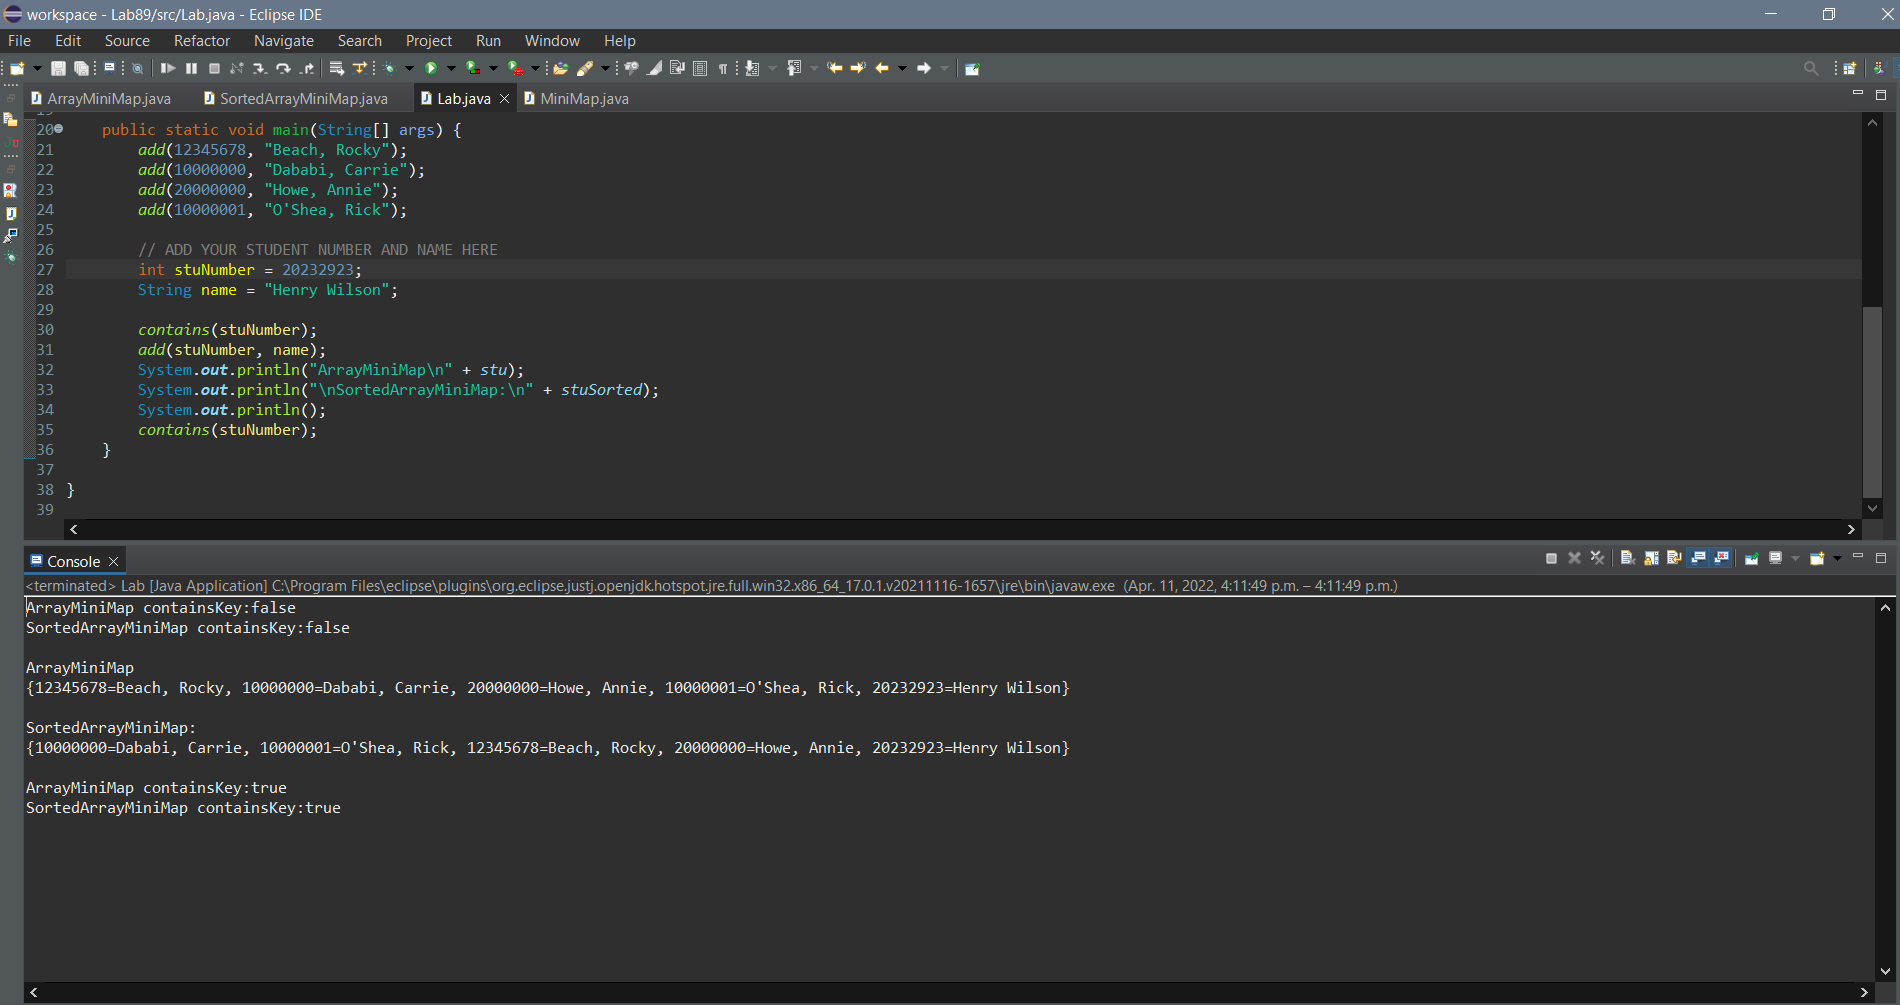 workspace - Lab89/src/Lab.java - Eclipse IDE
File Edit Source Refactor Navigate Search Project Run Window Help
ArrayMiniMap.java SortedArrayMiniMap.java Lab.java MiniMap.java
20 public static void main(String[] args) {
21 add(12345678, "Beach, Rocky");
22 add(10000000, "Dababi, Carrie");
23 add(20000000, "Howe, Annie");
24 add(10000001, "O'Shea, Rick");
25
26 // ADD YOUR STUDENT NUMBER AND NAME HERE
27 int stuNumber = 20232923;
28 String name = "Henry Wilson";
29
30 contains(stuNumber);
31 add(stuNumber, name);
32 System.out.println("ArrayMiniMap\n" + stu);
33 System.out.println("\nSortedArrayMiniMap:\n" + stuSorted);
34 System.out.println();
35 contains(stuNumber);
36 }
37
38 }
39
Console
<terminated> Lab [Java Application] C:\Program Files\eclipse\plugins\org.eclipse.justj.openjdk.hotspot.jre.full.win32.x86_64_17.0.1.v20211116-1657\jre\bin\javaw.exe (Apr. 11, 2022, 4:11:49 p.m. – 4:11:49 p.m.)
ArrayMiniMap containsKey:false
SortedArrayMiniMap containsKey:false
ArrayMiniMap
{12345678=Beach, Rocky, 10000000=Dababi, Carrie, 20000000=Howe, Annie, 10000001=O'Shea, Rick, 20232923=Henry Wilson}
SortedArrayMiniMap:
{10000000=Dababi, Carrie, 10000001=O'Shea, Rick, 12345678=Beach, Rocky, 20000000=Howe, Annie, 20232923=Henry Wilson}
ArrayMiniMap containsKey:true
SortedArrayMiniMap containsKey:true